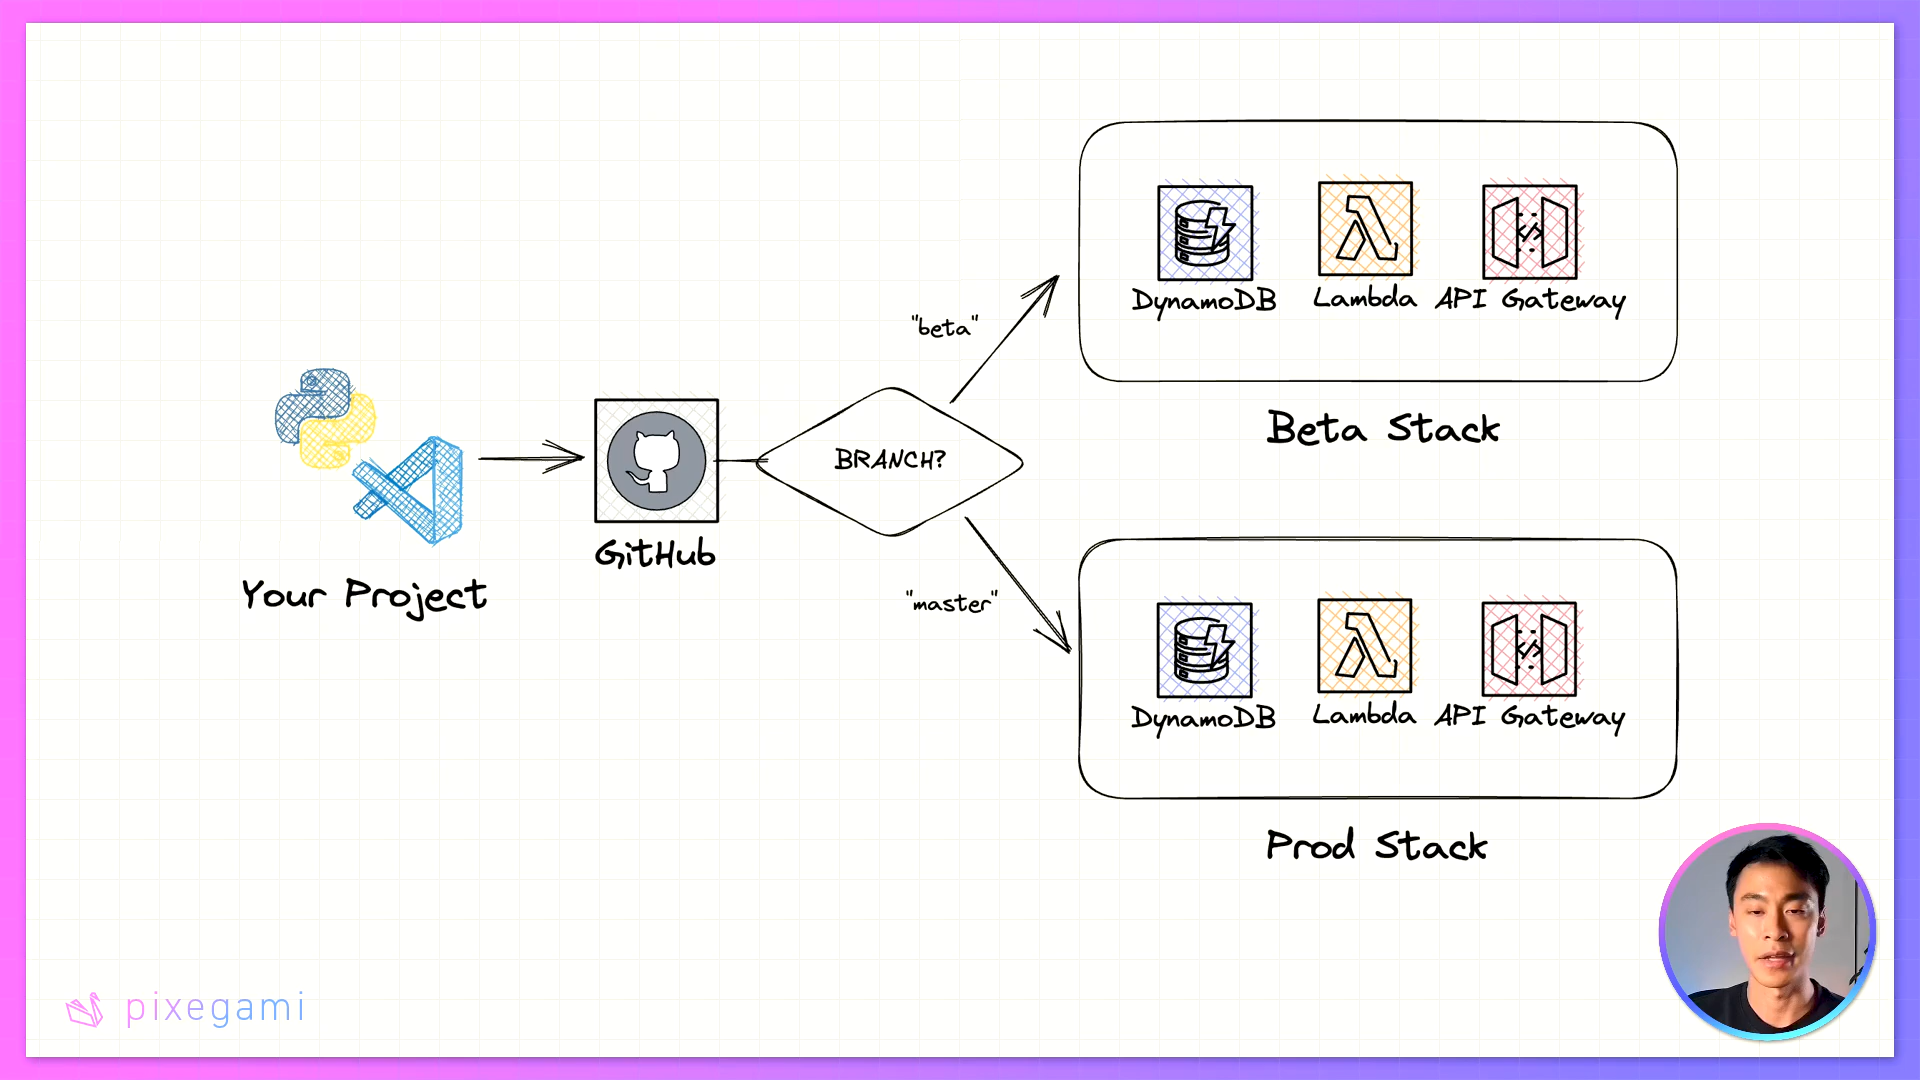 DynamoDB
Lambda
API Gateway
"beta"
Beta Stack
BRANCH?
GitHub
Your Project
"master"
DynamoDB
Lambda
API Gateway
Prod Stack
pixegami